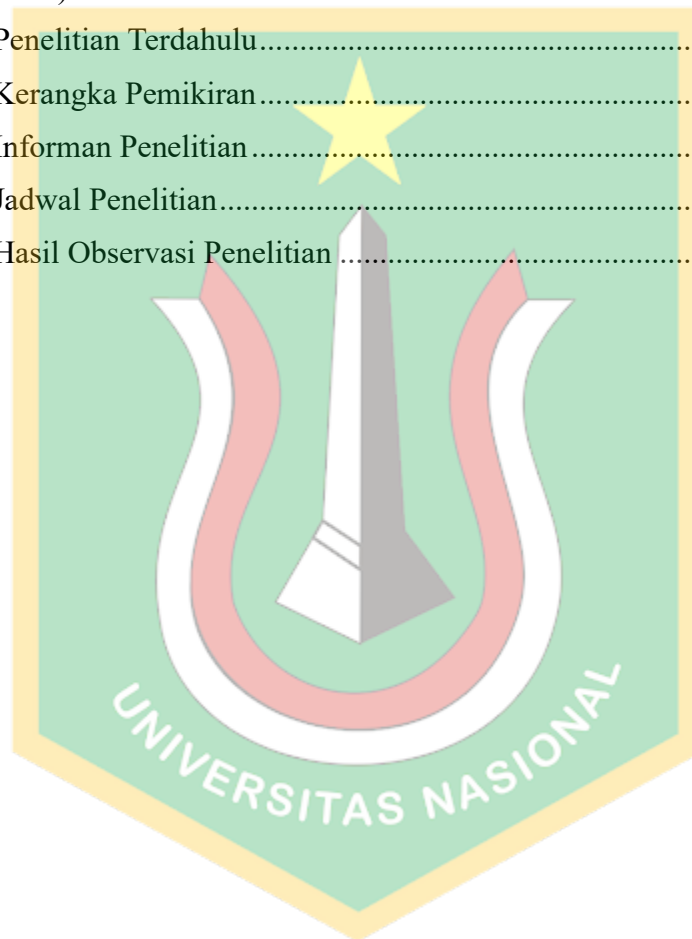 Penelitian Terdahulu........................................................
Kerangka Pemikiran........................................................
Informan Penelitian........................................................
Jadwal Penelitian........................................................
Hasil Observasi Penelitian........................................................
UNIVERSITAS NASIONAL